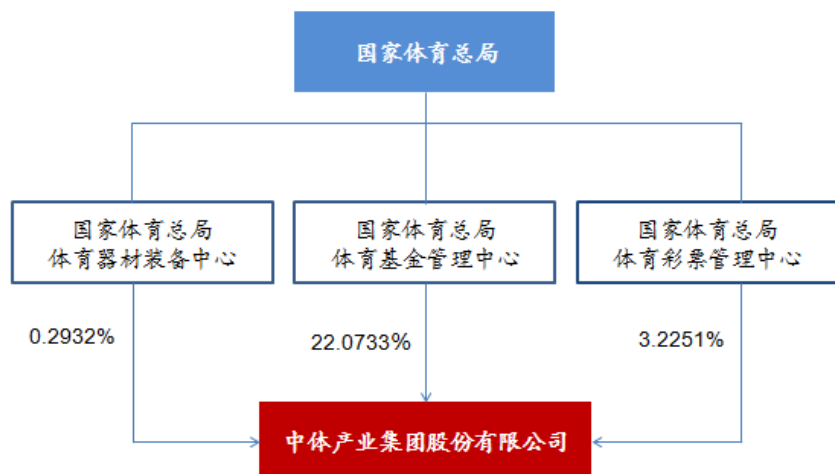 国家体育总局
国家体育总局
体育器材装备中心
国家体育总局
体育基金管理中心
国家体育总局
体育彩票管理中心
0.2932%
22.0733%
3.2251%
中体产业集团股份有限公司